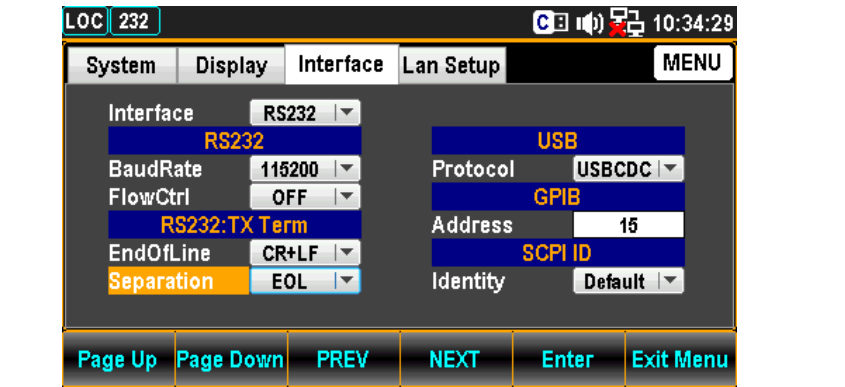 LOC 232 C 10:34:29
System Display Interface Lan Setup MENU
Interface RS232
RS232 USB
BaudRate 115200 Protocol USBCDC
FlowCtrl OFF GPIB
RS232:TX Term Address 15
EndOfLine CR+LF SCPI ID
Separation EOL Identity Default
Page Up Page Down PREV NEXT Enter Exit Menu